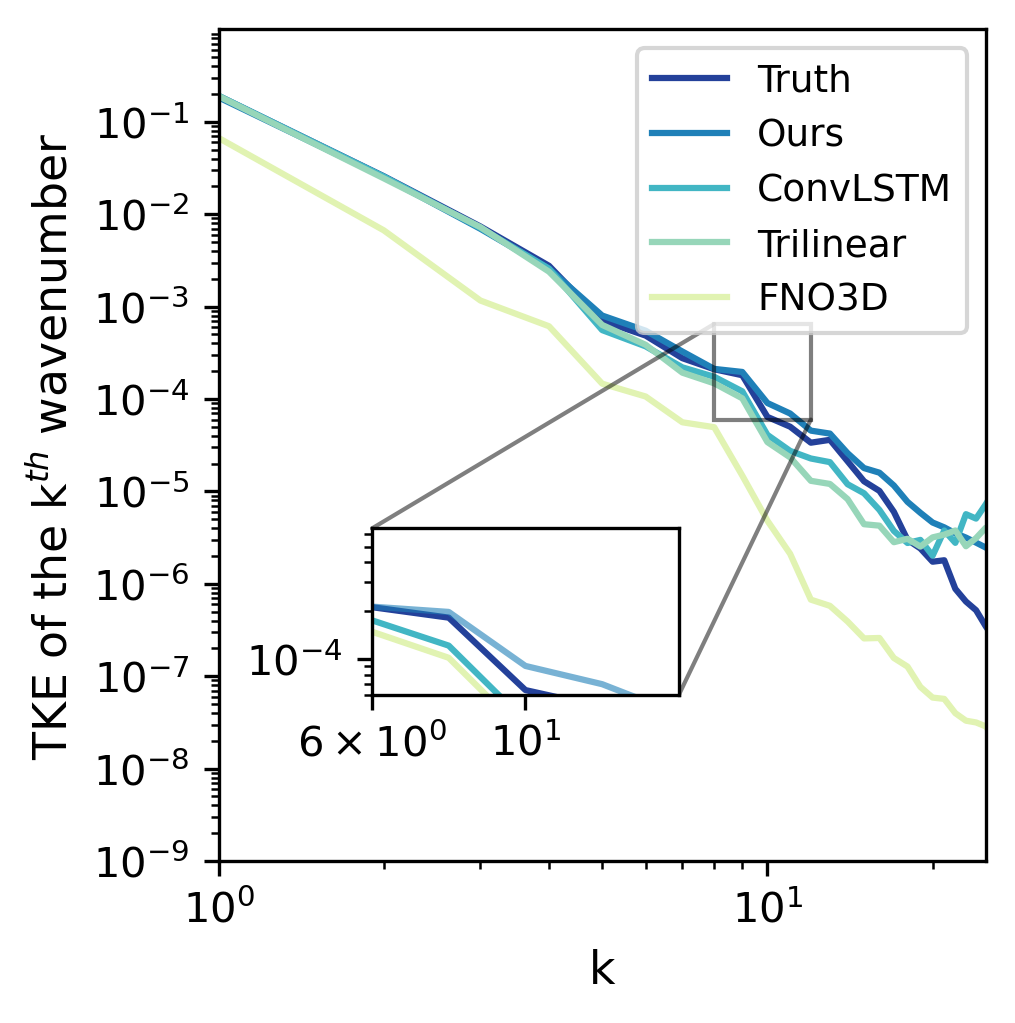 Truth
Ours
ConvLSTM
Trilinear
FNO3D
TKE of the k^{th} wavenumber
10^{-1}
10^{-2}
10^{-3}
10^{-4}
10^{-5}
10^{-6}
10^{-7}
10^{-8}
10^{-9}
10^{-4}
6 × 10^{0}
10^{1}
10^{0}
10^{1}
k